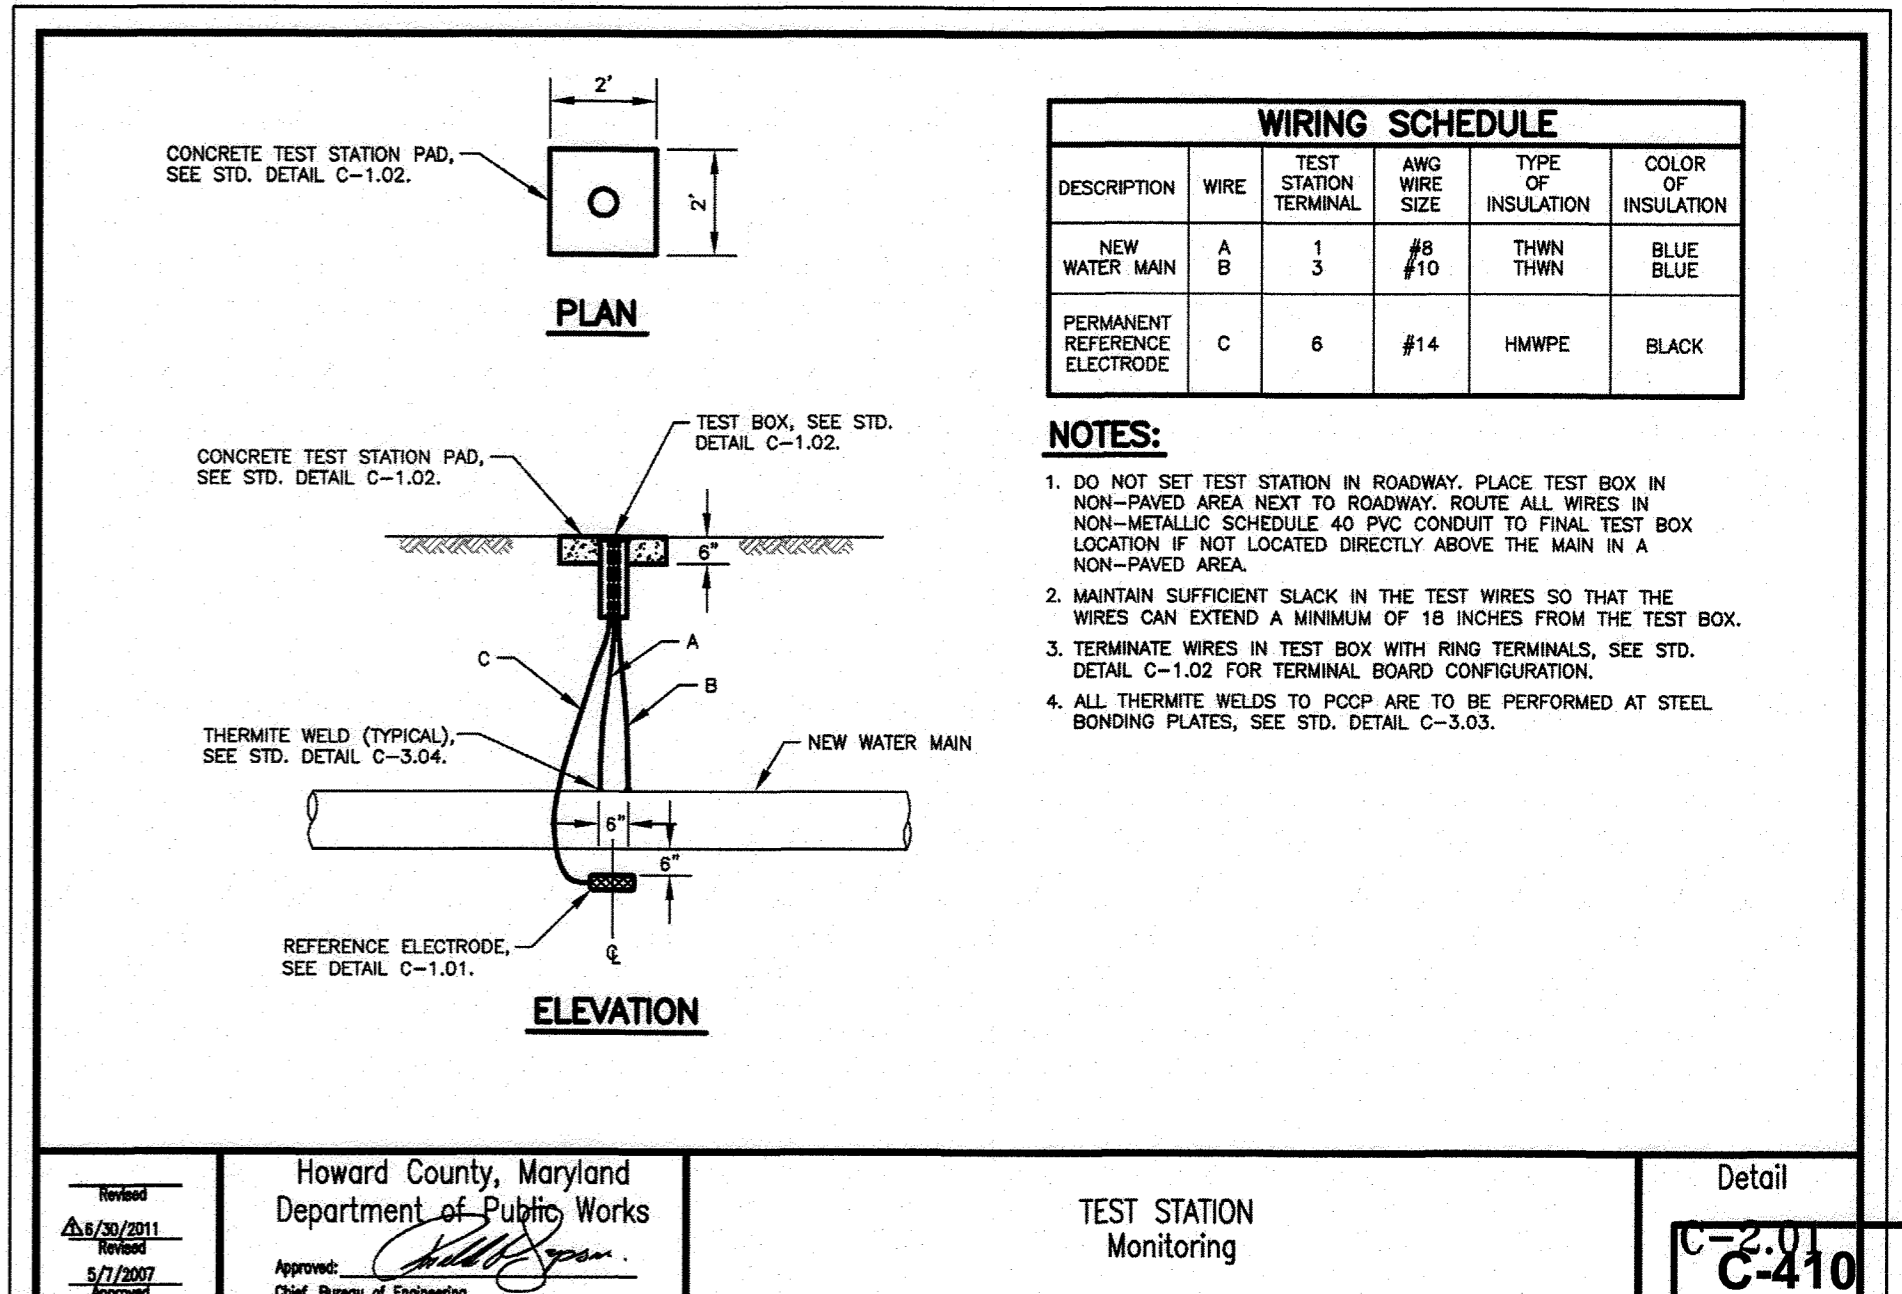 2'
CONCRETE TEST STATION PAD,
SEE STD. DETAIL C-1.02.
2'
PLAN
WIRING SCHEDULE
DESCRIPTION WIRE TEST STATION TERMINAL AWG WIRE SIZE TYPE OF INSULATION COLOR OF INSULATION
NEW WATER MAIN A 1 #8 THWN BLUE
B 3 #10 THWN BLUE
PERMANENT REFERENCE ELECTRODE C 6 #14 HMWPE BLACK
TEST BOX, SEE STD.
DETAIL C-1.02.
CONCRETE TEST STATION PAD,
SEE STD. DETAIL C-1.02.
6"
C
A
B
THERMITE WELD (TYPICAL),
SEE STD. DETAIL C-3.04.
NEW WATER MAIN
6"
6"
REFERENCE ELECTRODE,
SEE DETAIL C-1.01.
℄
ELEVATION
NOTES:
1. DO NOT SET TEST STATION IN ROADWAY. PLACE TEST BOX IN
NON-PAVED AREA NEXT TO ROADWAY. ROUTE ALL WIRES IN
NON-METALLIC SCHEDULE 40 PVC CONDUIT TO FINAL TEST BOX
LOCATION IF NOT LOCATED DIRECTLY ABOVE THE MAIN IN A
NON-PAVED AREA.
2. MAINTAIN SUFFICIENT SLACK IN THE TEST WIRES SO THAT THE
WIRES CAN EXTEND A MINIMUM OF 18 INCHES FROM THE TEST BOX.
3. TERMINATE WIRES IN TEST BOX WITH RING TERMINALS, SEE STD.
DETAIL C-1.02 FOR TERMINAL BOARD CONFIGURATION.
4. ALL THERMITE WELDS TO PCCP ARE TO BE PERFORMED AT STEEL
BONDING PLATES, SEE STD. DETAIL C-3.03.
Revised
1 6/30/2011
Revised
5/7/2007
Approved
Howard County, Maryland
Department of Public Works
Approved:
Chief, Bureau of Engineering
TEST STATION
Monitoring
Detail
C-2.01
C-410